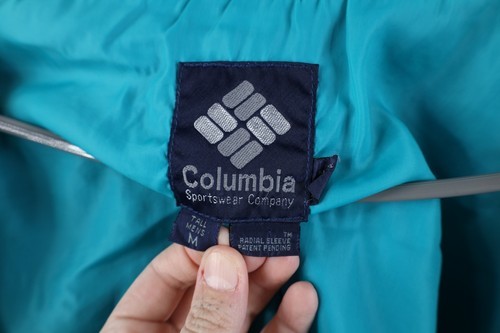 Columbia
Sportswear Company
TALL
MENS
M
TM
RADIAL SLEEVE
PATENT PENDING